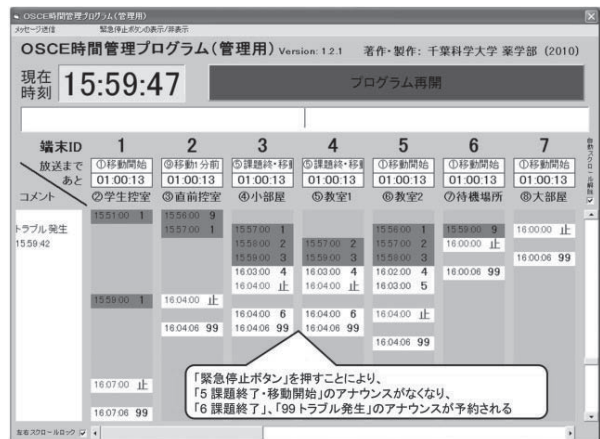 OSCE時間管理プログラム(管理用)
メッセージ送信 緊急停止ボタンの表示/非表示
OSCE時間管理プログラム(管理用) Version: 1.2.1 著作・製作: 千葉科学大学 薬学部 (2010)
現在時刻 15:59:47 プログラム再開
端末ID 1 2 3 4 5 6 7
放送まであと ①移動開始 ⑨移動1分前 ⑤課題終・移動 ⑤課題終・移動 ①移動開始 ①移動開始 ①移動開始
01:00:13 01:00:13 01:00:13 01:00:13 01:00:13 01:00:13 01:00:13
コメント ②学生控室 ③直前控室 ④小部屋 ⑤教室1 ⑥教室2 ⑦待機場所 ⑧大部屋
自動スクロール解除
15:51:00 1 15:56:00 9
トラブル発生 15:57:00 1 15:57:00 1 15:56:00 1 15:59:00 9 16:00:00 止
15:59:42 15:56:00 2 15:57:00 2 15:57:00 2 16:00:00 止
15:59:00 3 15:59:00 3 15:59:00 3 16:00:06 99
16:03:00 4 16:03:00 4 16:02:00 4 16:00:06 99
16:04:00 止 16:04:00 止 16:03:00 5
15:59:00 1 16:04:00 止
16:04:00 6 16:04:00 6 16:04:00 止
16:04:06 99 16:04:06 99 16:04:06 99
16:04:06 99
「緊急停止ボタン」を押すことにより、
「5 課題終了・移動開始」のアナウンスがなくなり、
「6 課題終了」、「99 トラブル発生」のアナウンスが予約される
16:07:00 止
16:07:06 99
左右スクロールロック